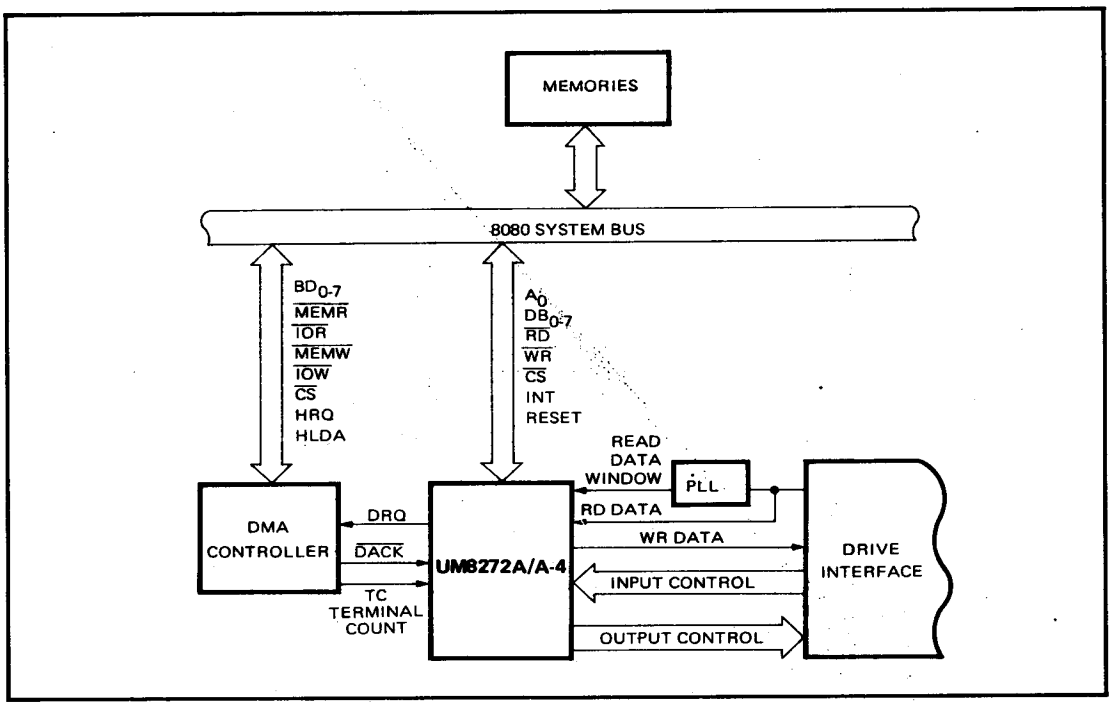 MEMORIES
8080 SYSTEM BUS
BD0-7
MEMR
IOR
MEMW
IOW
CS
HRQ
HLDA
A0
DB0-7
RD
WR
CS
INT
RESET
READ
DATA
WINDOW
PLL
RD DATA
WR DATA
INPUT CONTROL
OUTPUT CONTROL
DRIVE
INTERFACE
DMA
CONTROLLER
DRQ
DACK
TC
TERMINAL
COUNT
UM8272A/A-4